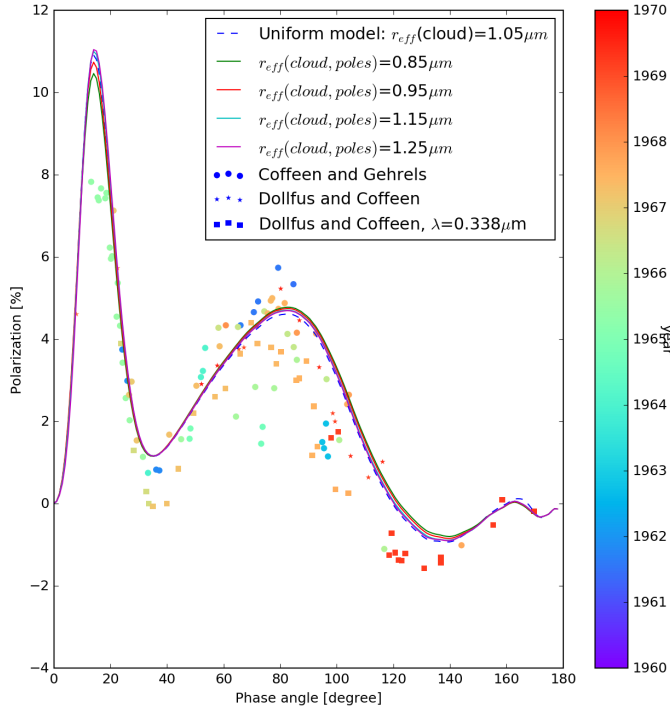 12
10
8
6
4
2
0
−2
−4
Polarization [%]
0
20
40
60
80
100
120
140
160
180
Phase angle [degree]
Uniform model: r_eff(cloud)=1.05μm
r_eff(cloud, poles)=0.85μm
r_eff(cloud, poles)=0.95μm
r_eff(cloud, poles)=1.15μm
r_eff(cloud, poles)=1.25μm
Coffeen and Gehrels
Dollfus and Coffeen
Dollfus and Coffeen, λ=0.338μm
1970
1969
1968
1967
1966
1965
1964
1963
1962
1961
1960
year